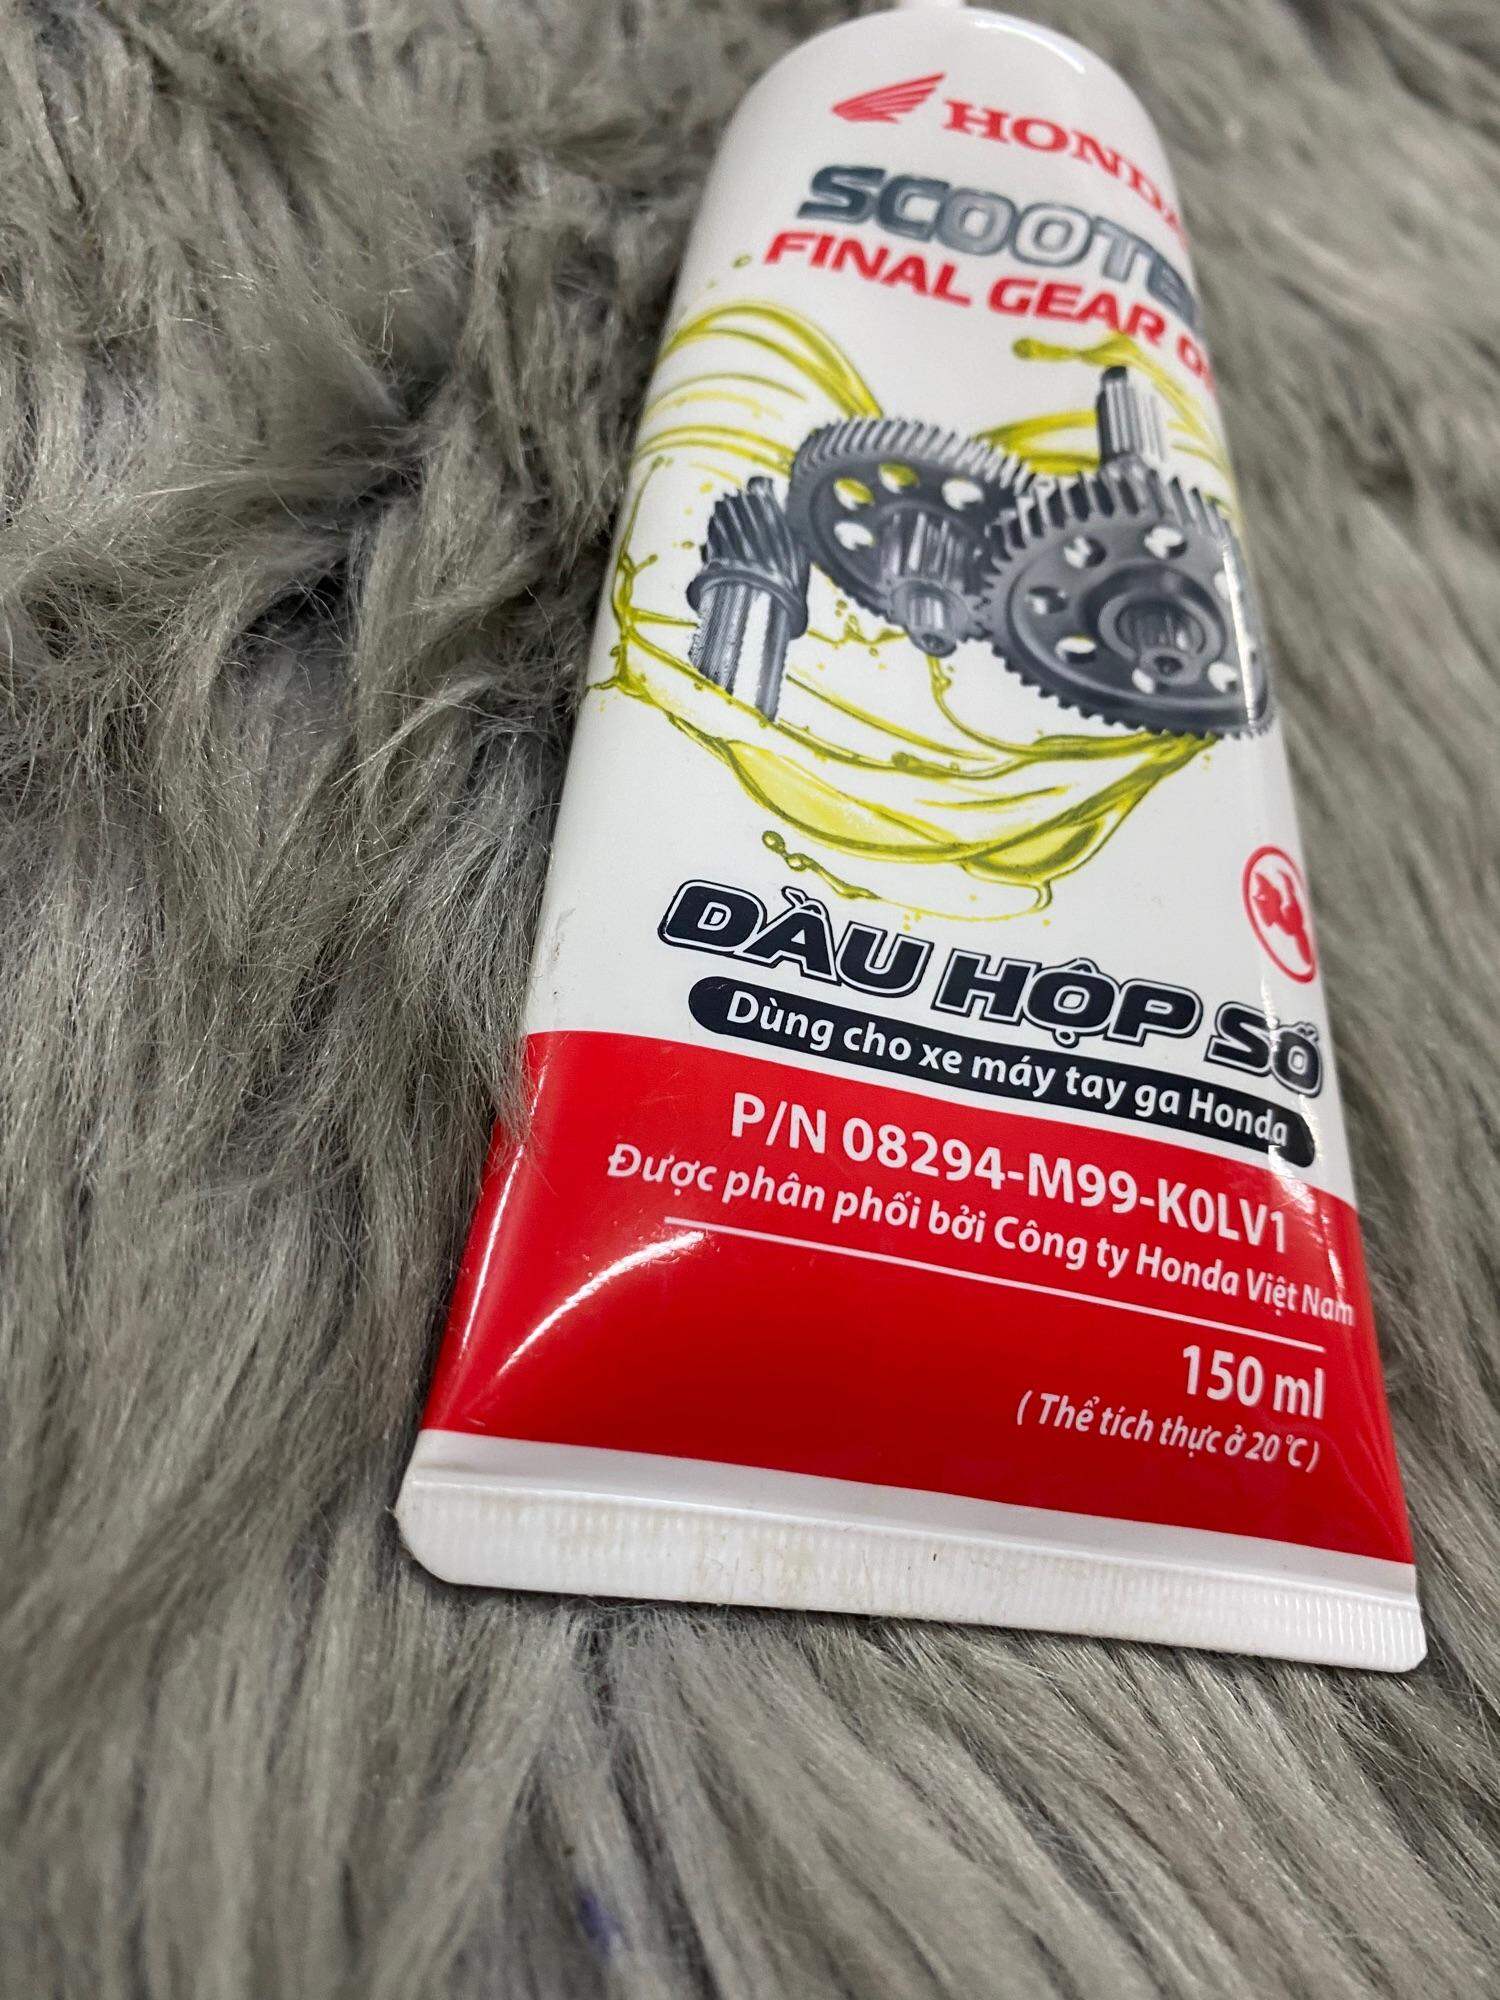 HONDA
SCOOTER
FINAL GEAR
DẦU HỘP SỐ
Dùng cho xe máy tay ga Honda
P/N 08294-M99-K0LV1
Được phân phối bởi Công ty Honda Việt Nam
150 ml
( Thể tích thực ở 20 °C )